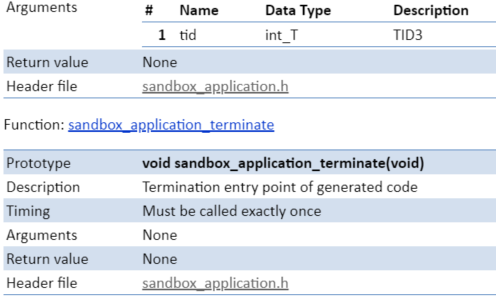 Arguments # Name Data Type Description
1 tid int_T TID3
Return value None
Header file sandbox_application.h
Function: sandbox_application_terminate
Prototype void sandbox_application_terminate(void)
Description Termination entry point of generated code
Timing Must be called exactly once
Arguments None
Return value None
Header file sandbox_application.h